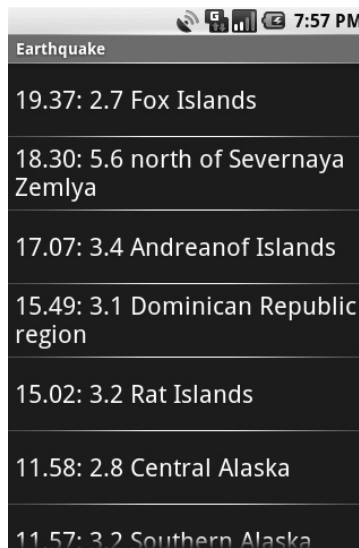 7:57 PM
Earthquake
19.37: 2.7 Fox Islands
18.30: 5.6 north of Severnaya
Zemlya
17.07: 3.4 Andreanof Islands
15.49: 3.1 Dominican Republic
region
15.02: 3.2 Rat Islands
11.58: 2.8 Central Alaska
11.57: 3.2 Southern Alaska